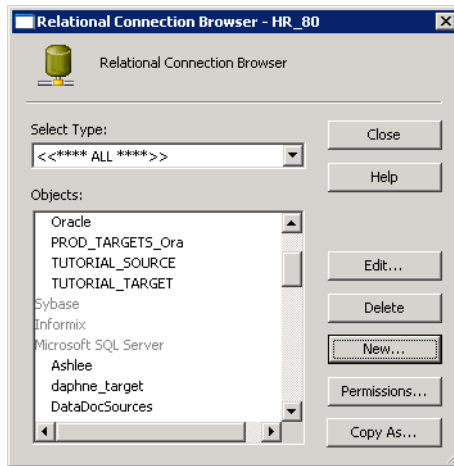 Relational Connection Browser - HR_80
Relational Connection Browser
Select Type:
<<**** ALL ****>>
Close
Help
Objects:
Oracle
PROD_TARGETS_Ora
TUTORIAL_SOURCE
TUTORIAL_TARGET
Sybase
Informix
Microsoft SQL Server
Ashlee
daphne_target
DataDocSources
Edit...
Delete
New...
Permissions...
Copy As...